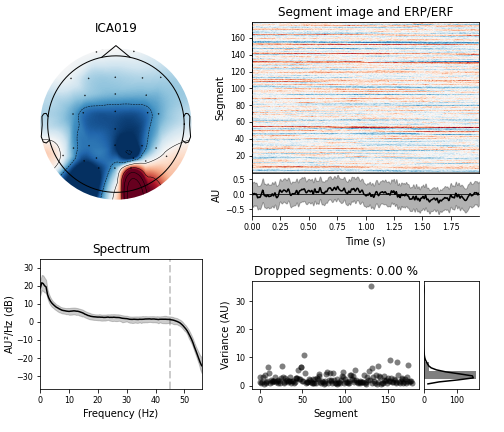 ICA019
Segment image and ERP/ERF
Segment
160
140
120
100
80
60
40
20
AU
0.5
0.0
−0.5
0.00 0.25 0.50 0.75 1.00 1.25 1.50 1.75
Time (s)
Spectrum
AU²/Hz (dB)
30
20
10
0
−10
−20
−30
0 10 20 30 40 50
Frequency (Hz)
Dropped segments: 0.00 %
Variance (AU)
30
20
10
0
0 50 100 150
Segment
0 100